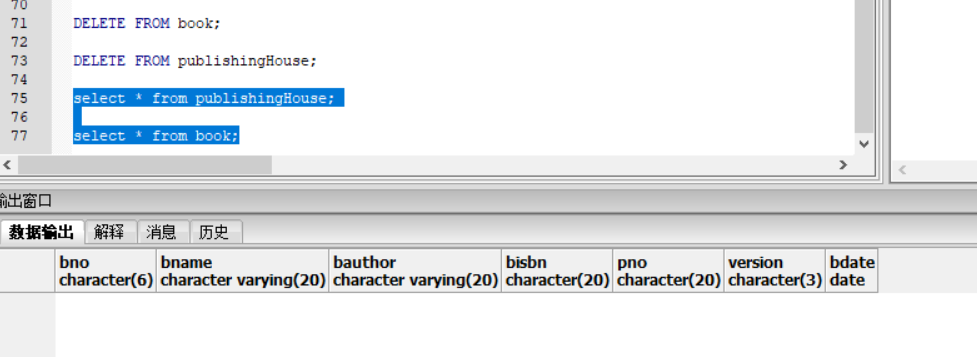 70
71 DELETE FROM book;
72
73 DELETE FROM publishingHouse;
74
75 select * from publishingHouse;
76
77 select * from book;
输出窗口
数据输出 解释 消息 历史
bno bname bauthor bisbn pno version bdate
character(6) character varying(20) character varying(20) character(20) character(20) character(3) date